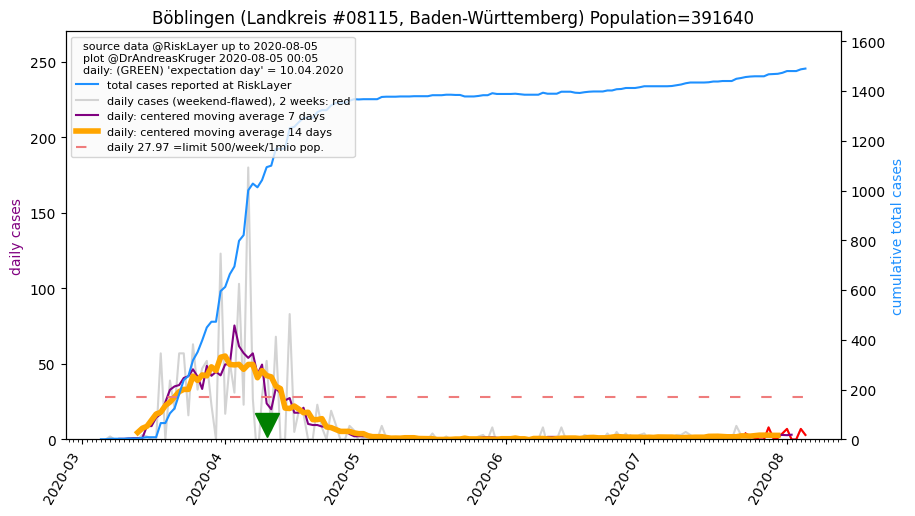 Böblingen (Landkreis #08115, Baden-Württemberg) Population=391640
source data @RiskLayer up to 2020-08-05
plot @DrAndreasKruger 2020-08-05 00:05
daily: (GREEN) 'expectation day' = 10.04.2020
total cases reported at RiskLayer
daily cases (weekend-flawed), 2 weeks: red
daily: centered moving average 7 days
daily: centered moving average 14 days
daily 27.97 =limit 500/week/1mio pop.
daily cases
250
200
150
100
50
0
cumulative total cases
1600
1400
1200
1000
800
600
400
200
0
2020-03
2020-04
2020-05
2020-06
2020-07
2020-08